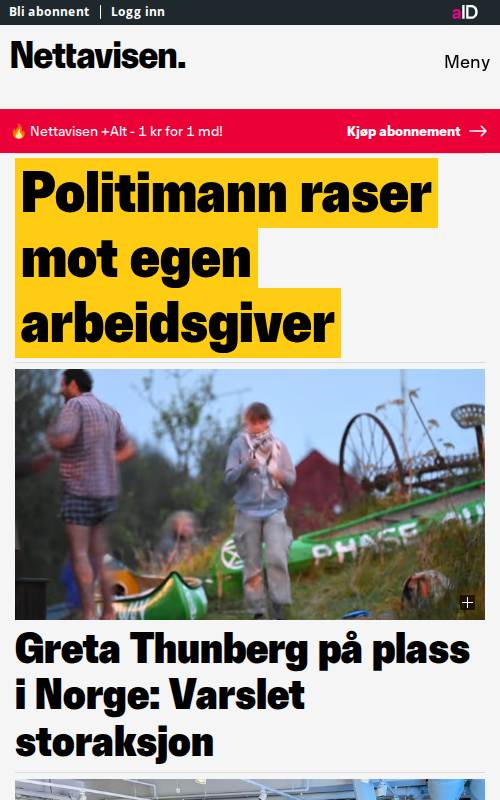 Bli abonnent | Logg inn
aID
Nettavisen.
Meny
🔥 Nettavisen +Alt - 1 kr for 1 md!
Kjøp abonnement →
Politimann raser
mot egen
arbeidsgiver
Greta Thunberg på plass
i Norge: Varslet
storaksjon